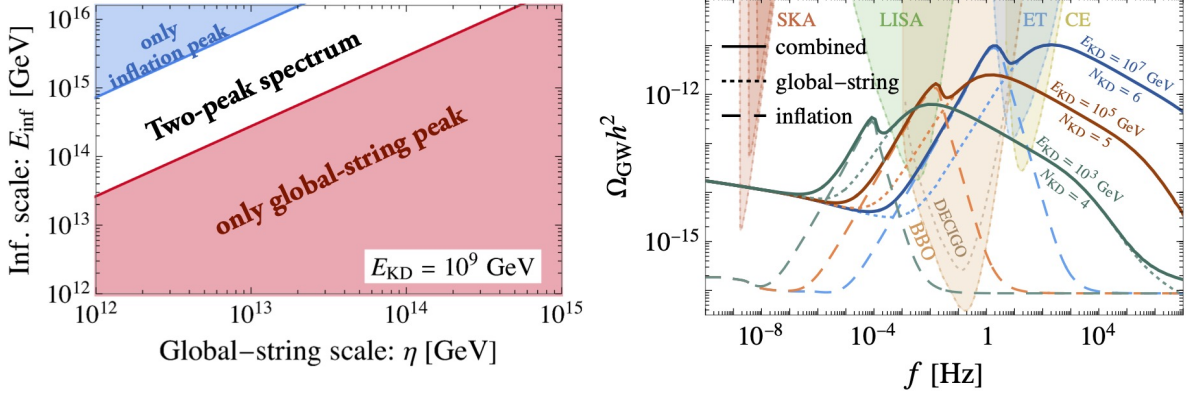 10^16
10^15
10^14
10^13
10^12
Inf. scale: E_inf [GeV]
only
inflation peak
Two-peak spectrum
only global-string peak
E_KD = 10^9 GeV
10^12
10^13
10^14
10^15
Global-string scale: η [GeV]
SKA
LISA
ET
CE
combined
global-string
inflation
E_KD = 10^7 GeV
N_KD = 6
E_KD = 10^5 GeV
N_KD = 5
E_KD = 10^3 GeV
N_KD = 4
BBO
DECIGO
10^-12
10^-15
Ω_GW h^2
10^-8
10^-4
1
10^4
f [Hz]